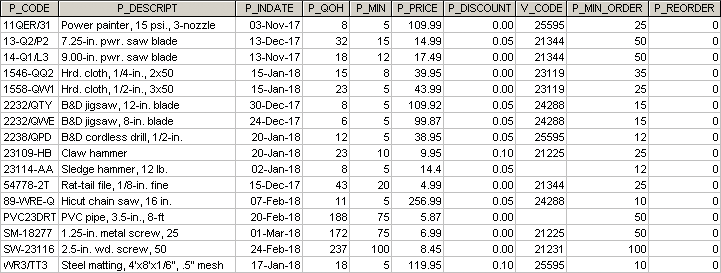 P_CODE P_DESCRIPT P_INDATE P_QOH P_MIN P_PRICE P_DISCOUNT V_CODE P_MIN_ORDER P_REORDER
11QER/31 Power painter, 15 psi., 3-nozzle 03-Nov-17 8 5 109.99 0.00 25595 25 0
13-Q2/P2 7.25-in. pwr. saw blade 13-Dec-17 32 15 14.99 0.05 21344 50 0
14-Q1/L3 9.00-in. pwr. saw blade 13-Nov-17 18 12 17.49 0.00 21344 50 0
1546-QQ2 Hrd. cloth, 1/4-in., 2x50 15-Jan-18 15 8 39.95 0.00 23119 35 0
1558-QW1 Hrd. cloth, 1/2-in., 3x50 15-Jan-18 23 5 43.99 0.00 23119 25 0
2232/QTY B&D jigsaw, 12-in. blade 30-Dec-17 8 5 109.92 0.05 24288 15 0
2232/QWE B&D jigsaw, 8-in. blade 24-Dec-17 6 5 99.87 0.05 24288 15 0
2238/QPD B&D cordless drill, 1/2-in. 20-Jan-18 12 5 38.95 0.05 25595 12 0
23109-HB Claw hammer 20-Jan-18 23 10 9.95 0.10 21225 25 0
23114-AA Sledge hammer, 12 lb. 02-Jan-18 8 5 14.4 0.05 12 0
54778-2T Rat-tail file, 1/8-in. fine 15-Dec-17 43 20 4.99 0.00 21344 25 0
89-WRE-Q Hicut chain saw, 16 in. 07-Feb-18 11 5 256.99 0.05 24288 10 0
PVC23DRT PVC pipe, 3.5-in., 8-ft 20-Feb-18 188 75 5.87 0.00 50 0
SM-18277 1.25-in. metal screw, 25 01-Mar-18 172 75 6.99 0.00 21225 50 0
SW-23116 2.5-in. wd. screw, 50 24-Feb-18 237 100 8.45 0.00 21231 100 0
WR3/TT3 Steel matting, 4'x8'x1/6", .5" mesh 17-Jan-18 18 5 119.95 0.10 25595 10 0